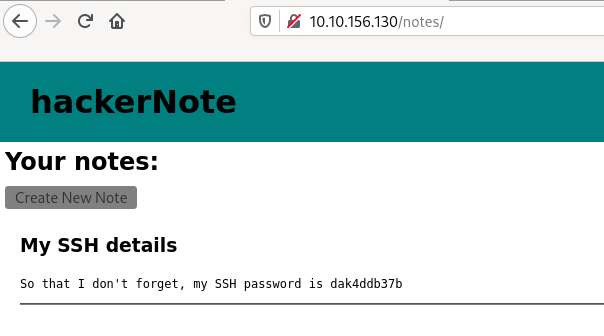 10.10.156.130/notes/
hackerNote
Your notes:
Create New Note
My SSH details
So that I don't forget, my SSH password is dak4ddb37b